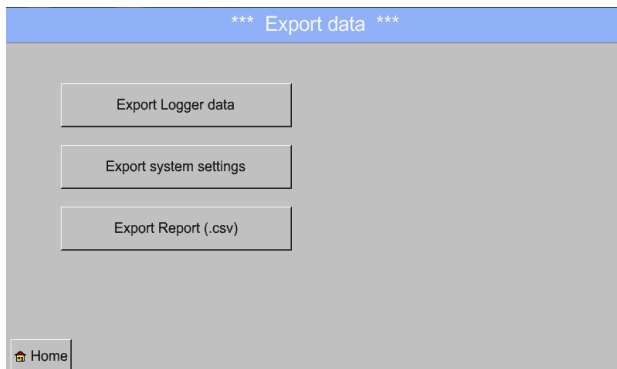 *** Export data ***
Export Logger data
Export system settings
Export Report (.csv)
Home